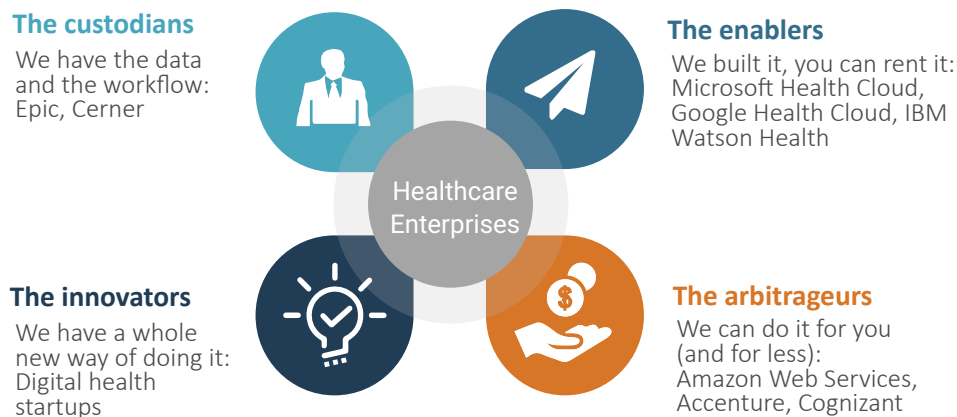 The custodians
We have the data
and the workflow:
Epic, Cerner
The enablers
We built it, you can rent it:
Microsoft Health Cloud,
Google Health Cloud, IBM
Watson Health
Healthcare
Enterprises
The innovators
We have a whole
new way of doing it:
Digital health
startups
$
The arbitrageurs
We can do it for you
(and for less):
Amazon Web Services,
Accenture, Cognizant